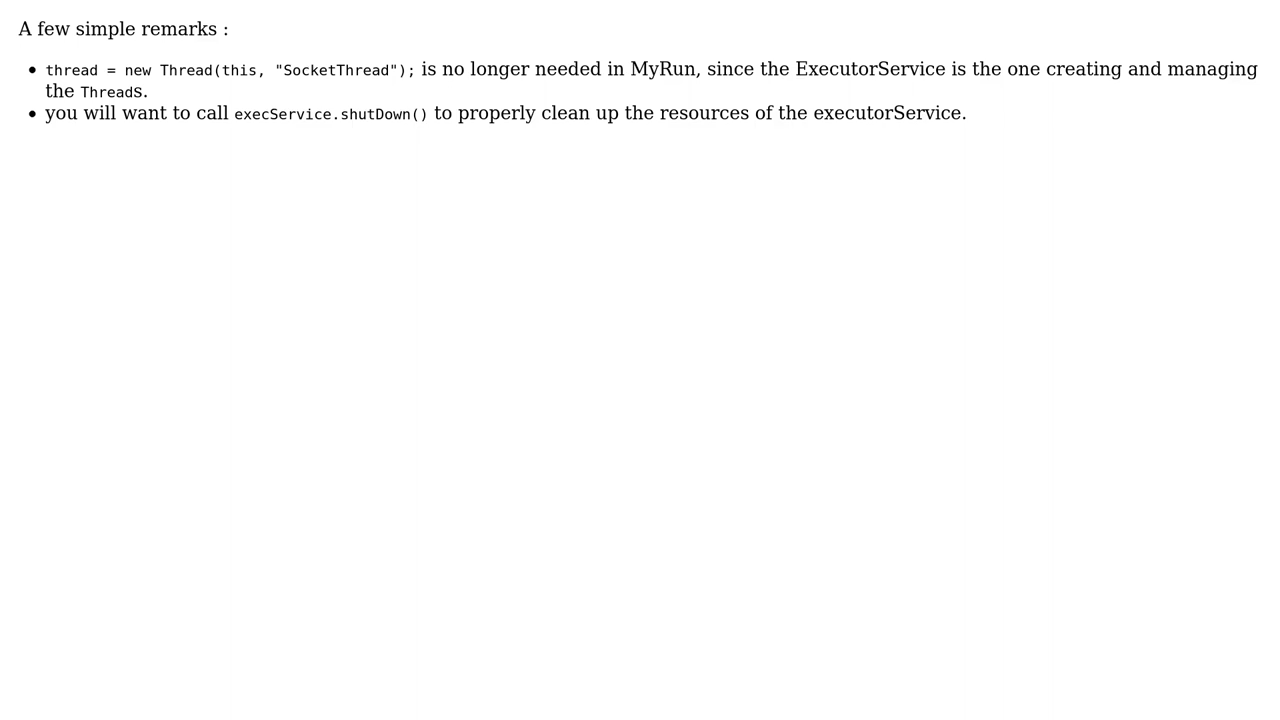 A few simple remarks :
• thread = new Thread(this, "SocketThread"); is no longer needed in MyRun, since the ExecutorService is the one creating and managing
the Threads.
• you will want to call execService.shutDown() to properly clean up the resources of the executorService.